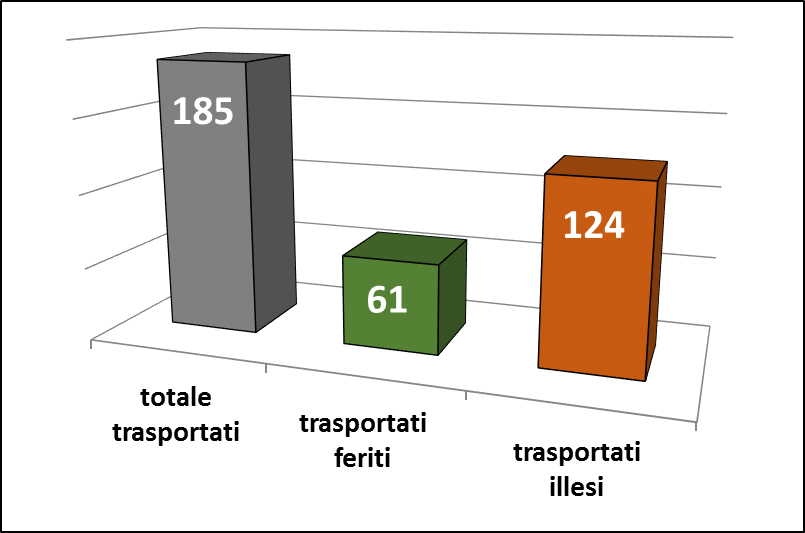 185
61
124
totale
trasportati
trasportati
feriti
trasportati
illesi